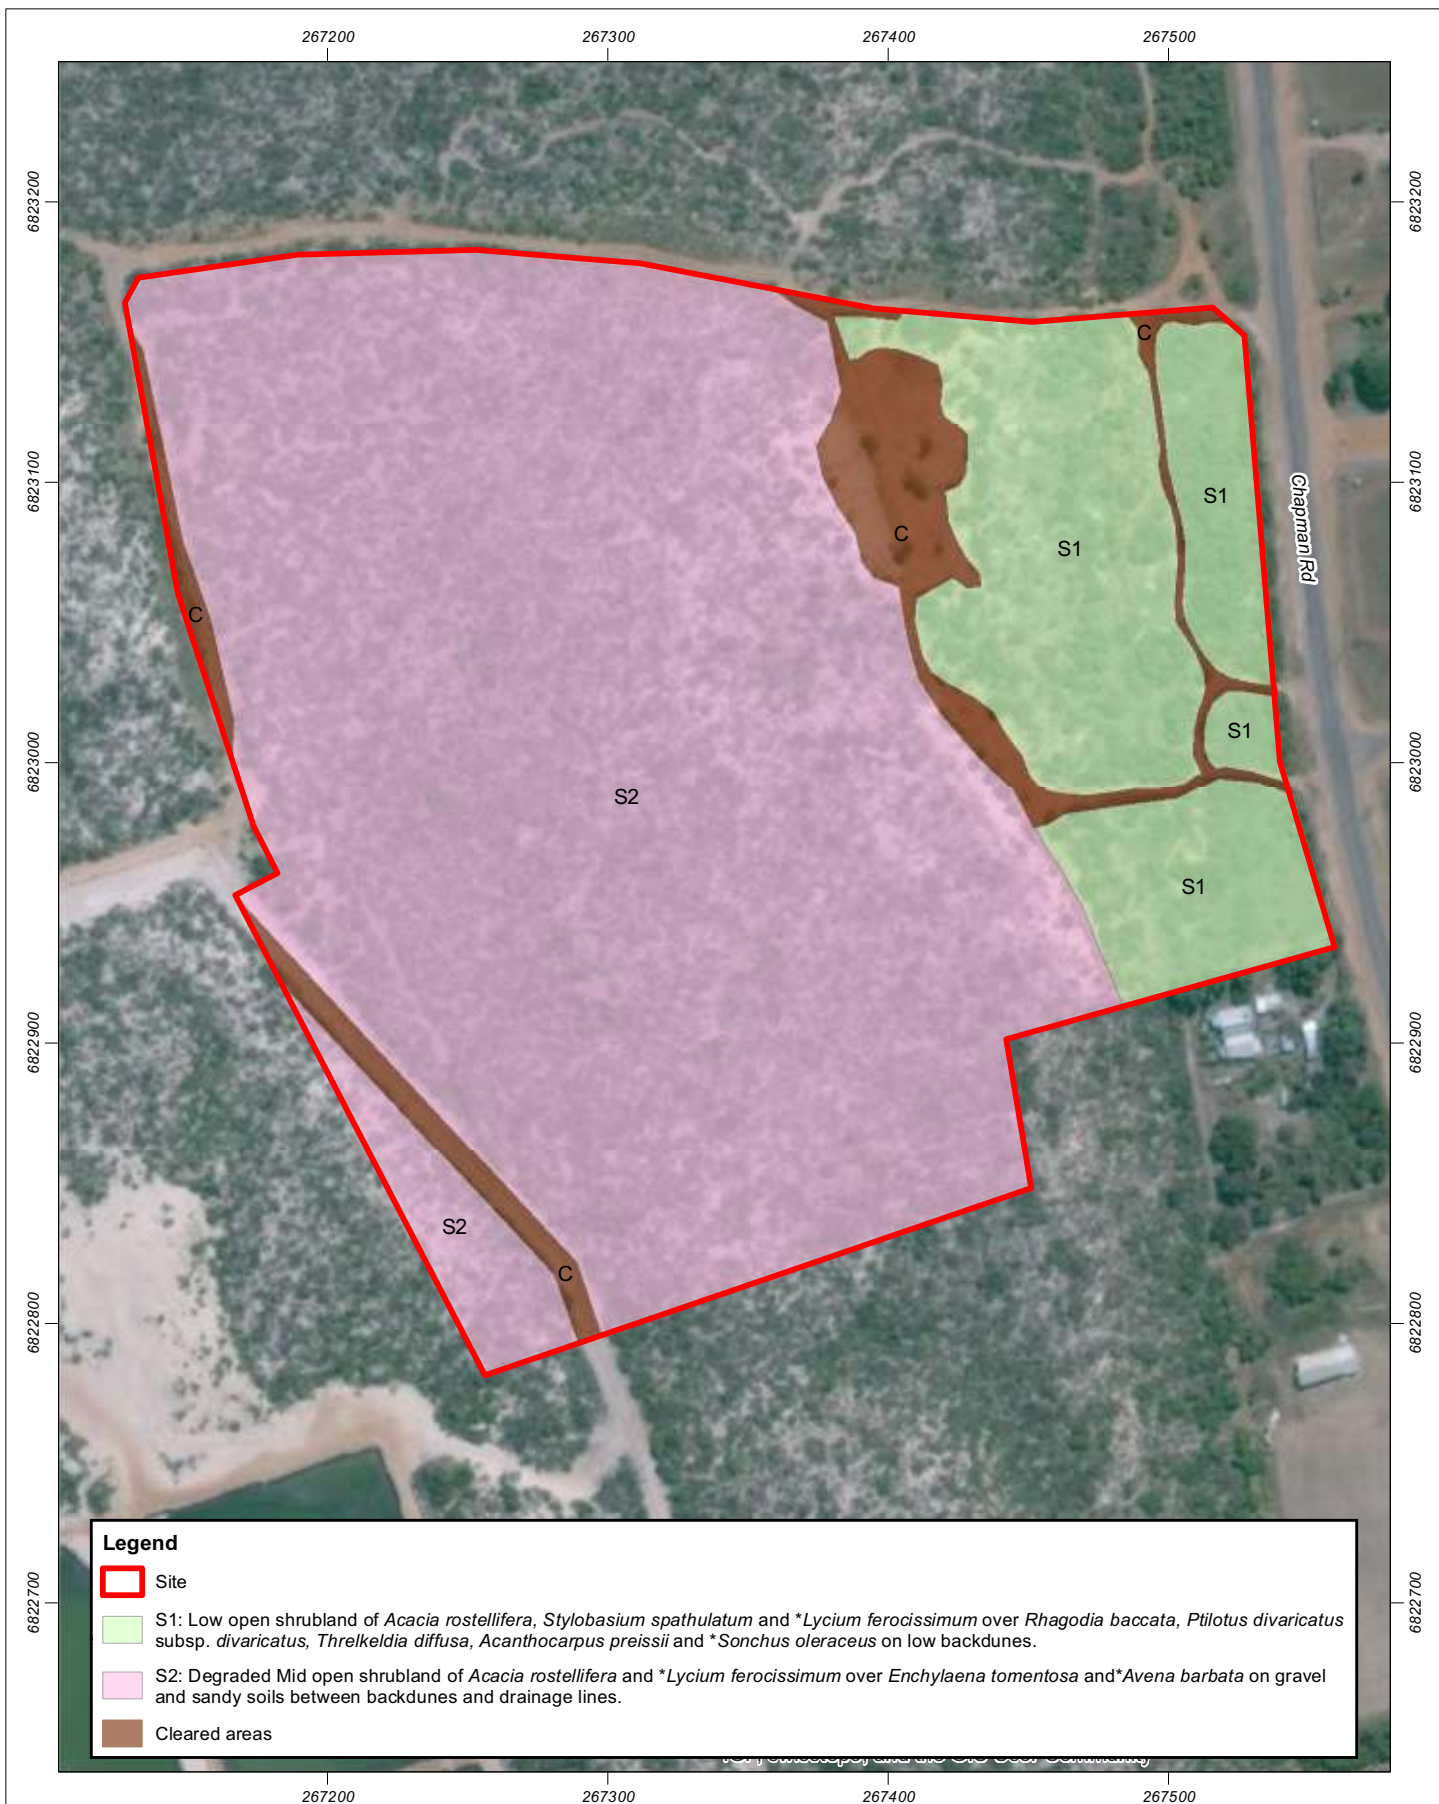 267200 267300 267400 267500
6823200 6823200
C
6823100 6823100
S1
Chapman Rd
C
S1
C
S1
6823000 6823000
S2
S1
6822900 6822900
S2
C
6822800 6822800
Legend
Site
6822700 6822700
S1: Low open shrubland of Acacia rostellifera, Stylobasium spathulatum and *Lycium ferocissimum over Rhagodia baccata, Ptilotus divaricatus
subsp. divaricatus, Threlkeldia diffusa, Acanthocarpus preissii and *Sonchus oleraceus on low backdunes.
S2: Degraded Mid open shrubland of Acacia rostellifera and *Lycium ferocissimum over Enchylaena tomentosa and*Avena barbata on gravel
and sandy soils between backdunes and drainage lines.
Cleared areas
267200 267300 267400 267500